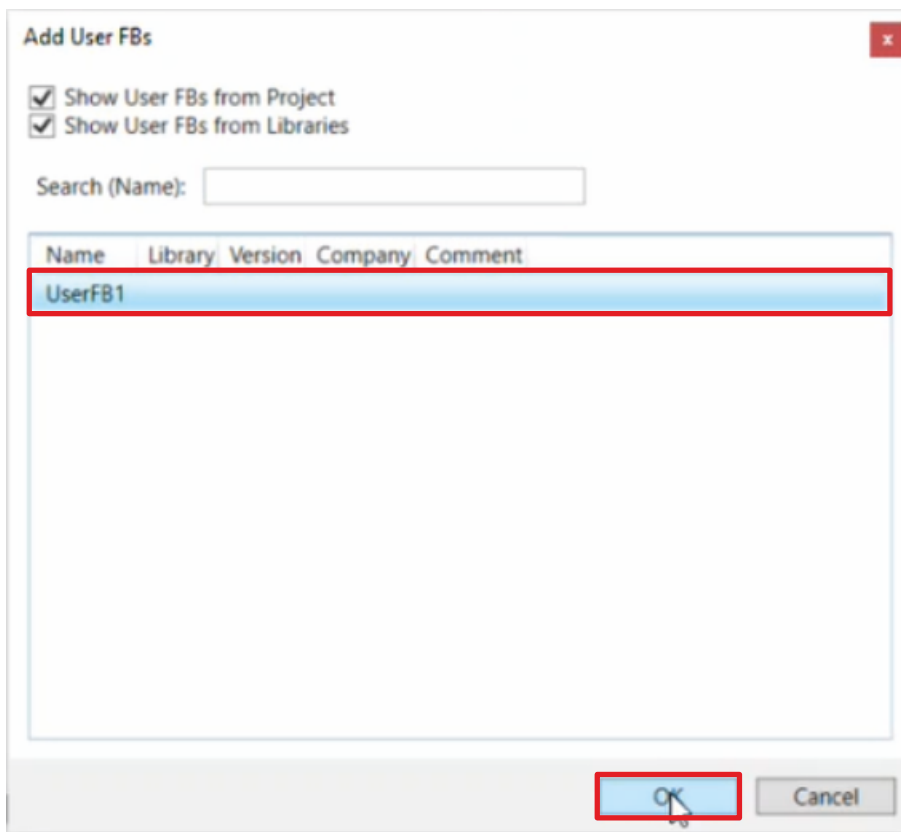 Add User FBs
x
Show User FBs from Project
Show User FBs from Libraries
Search (Name):
Name Library Version Company Comment
UserFB1
OK Cancel